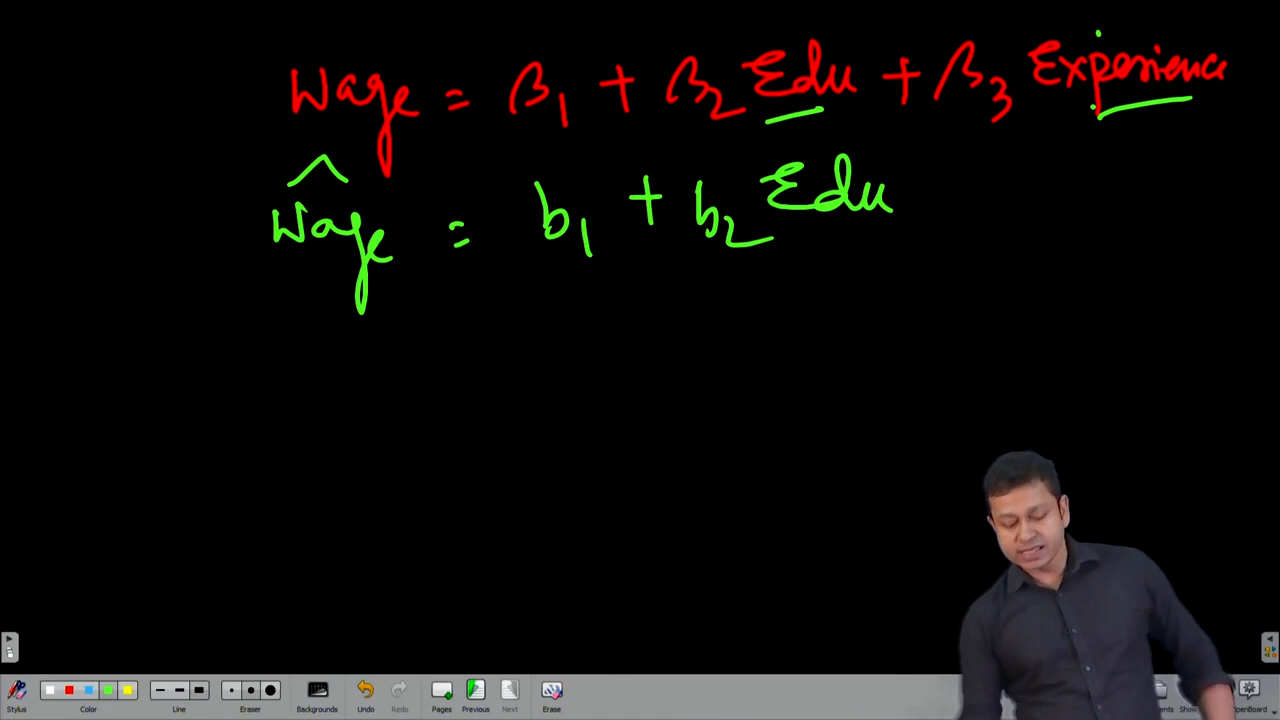 Wage = β₁ + β₂ Edu + β₃ Experience
Ŵage = b₁ + b₂ Edu
Stylus
Color
Line
Eraser
Backgrounds
Undo
Redo
Pages
Previous
Next
Erase
OpenBoard